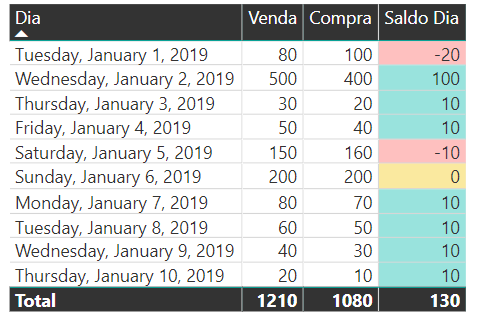 Dia Venda Compra Saldo Dia
Tuesday, January 1, 2019 80 100 -20
Wednesday, January 2, 2019 500 400 100
Thursday, January 3, 2019 30 20 10
Friday, January 4, 2019 50 40 10
Saturday, January 5, 2019 150 160 -10
Sunday, January 6, 2019 200 200 0
Monday, January 7, 2019 80 70 10
Tuesday, January 8, 2019 60 50 10
Wednesday, January 9, 2019 40 30 10
Thursday, January 10, 2019 20 10 10
Total 1210 1080 130